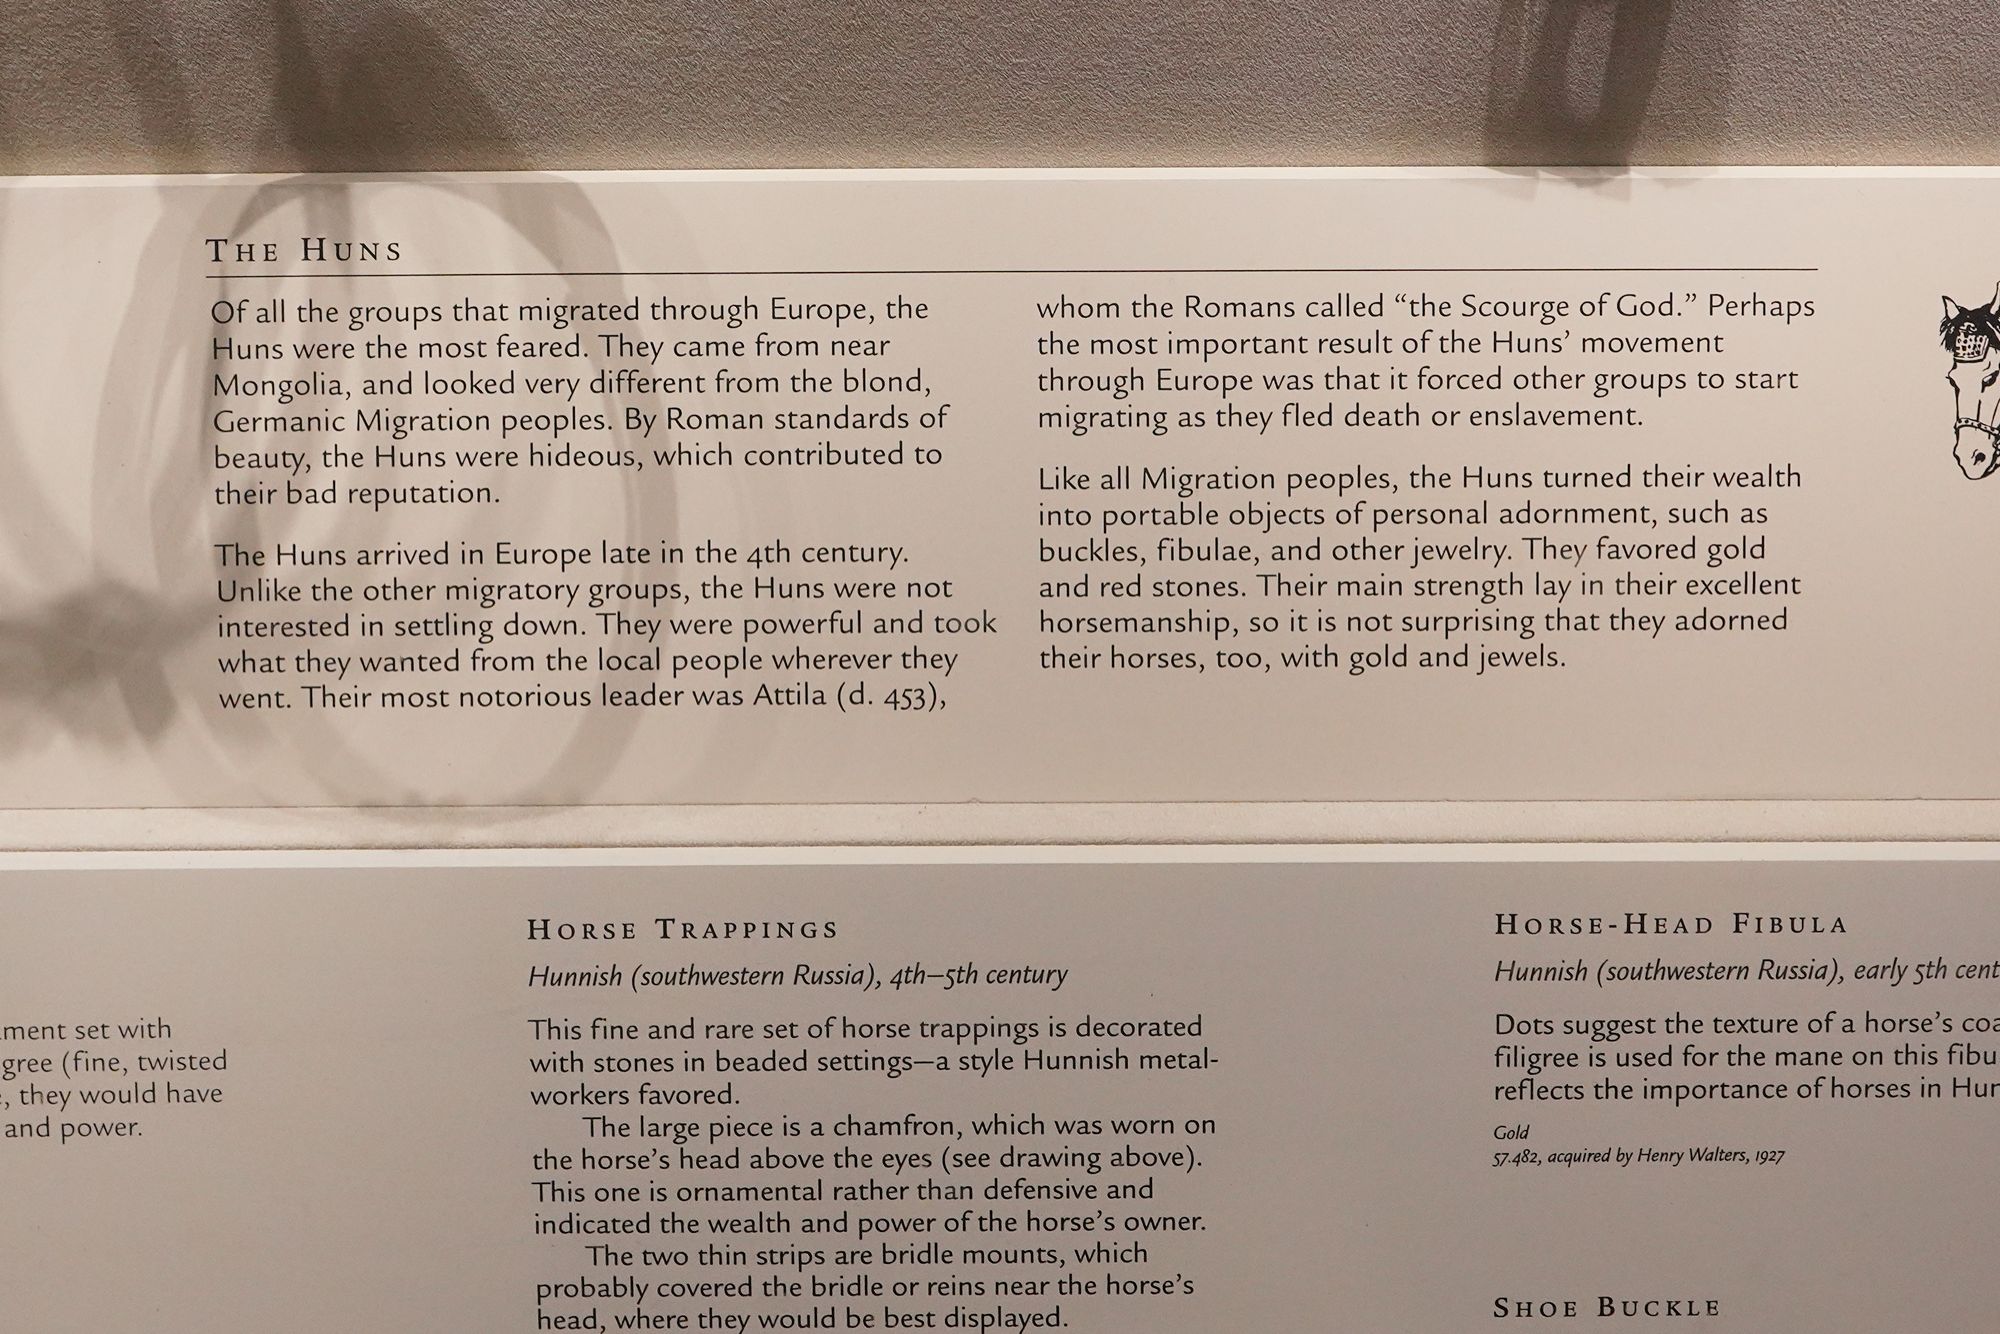 THE HUNS
Of all the groups that migrated through Europe, the
Huns were the most feared. They came from near
Mongolia, and looked very different from the blond,
Germanic Migration peoples. By Roman standards of
beauty, the Huns were hideous, which contributed to
their bad reputation.
The Huns arrived in Europe late in the 4th century.
Unlike the other migratory groups, the Huns were not
interested in settling down. They were powerful and took
what they wanted from the local people wherever they
went. Their most notorious leader was Attila (d. 453),
whom the Romans called “the Scourge of God.” Perhaps
the most important result of the Huns’ movement
through Europe was that it forced other groups to start
migrating as they fled death or enslavement.
Like all Migration peoples, the Huns turned their wealth
into portable objects of personal adornment, such as
buckles, fibulae, and other jewelry. They favored gold
and red stones. Their main strength lay in their excellent
horsemanship, so it is not surprising that they adorned
their horses, too, with gold and jewels.
set with
(fine, twisted
they would have
and power.
HORSE TRAPPINGS
Hunnish (southwestern Russia), 4th–5th century
This fine and rare set of horse trappings is decorated
with stones in beaded settings—a style Hunnish metal-
workers favored.
The large piece is a chamfron, which was worn on
the horse’s head above the eyes (see drawing above).
This one is ornamental rather than defensive and
indicated the wealth and power of the horse’s owner.
The two thin strips are bridle mounts, which
probably covered the bridle or reins near the horse’s
head, where they would be best displayed.
HORSE-HEAD FIBULA
Hunnish (southwestern Russia), early 5th
Dots suggest the texture of a horse’s
filigree is used for the mane on this
reflects the importance of horses in
Gold
57.482, acquired by Henry Walters, 1927
SHOE BUCKLE